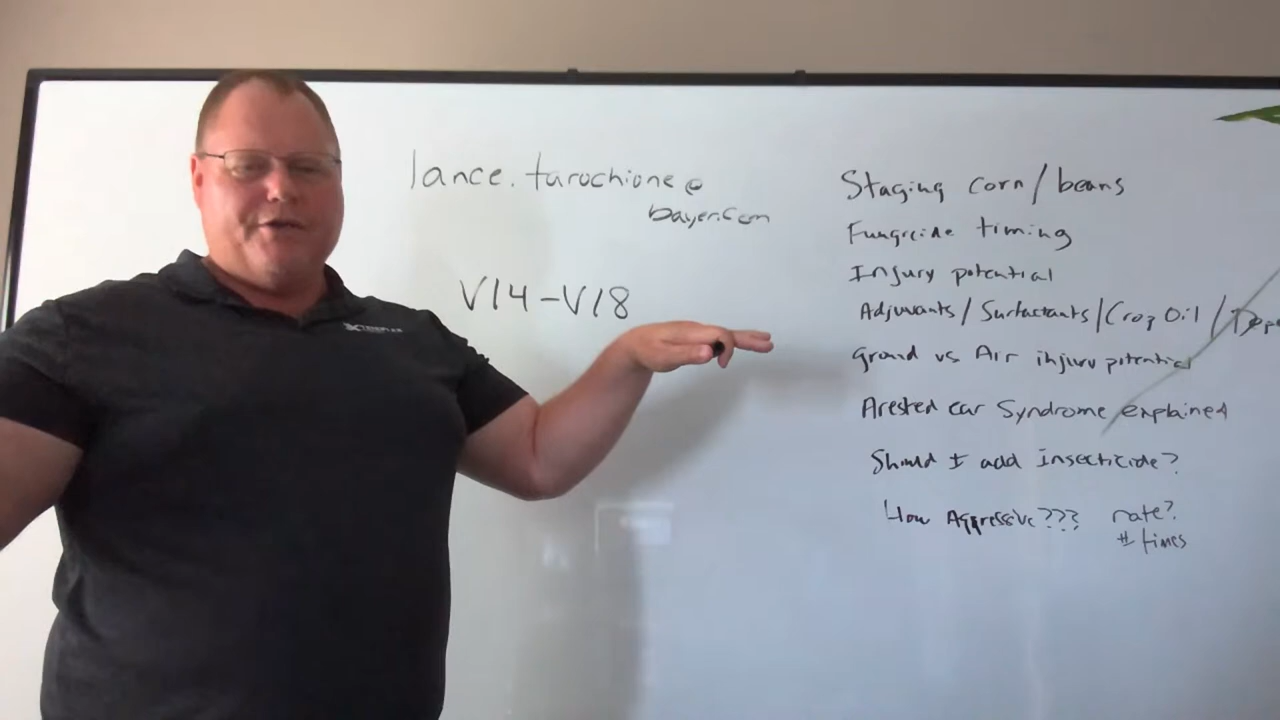 lance.tarochione@
bayer.com
V14-V18
Staging corn/beans
Fungicide timing
Injury potential
Adjuvants/Surfactants/Crop Oil/
Ground vs Air injury potential
Arested ear Syndrome explained
Should I add Insecticide?
How Aggressive??? rate?
# times